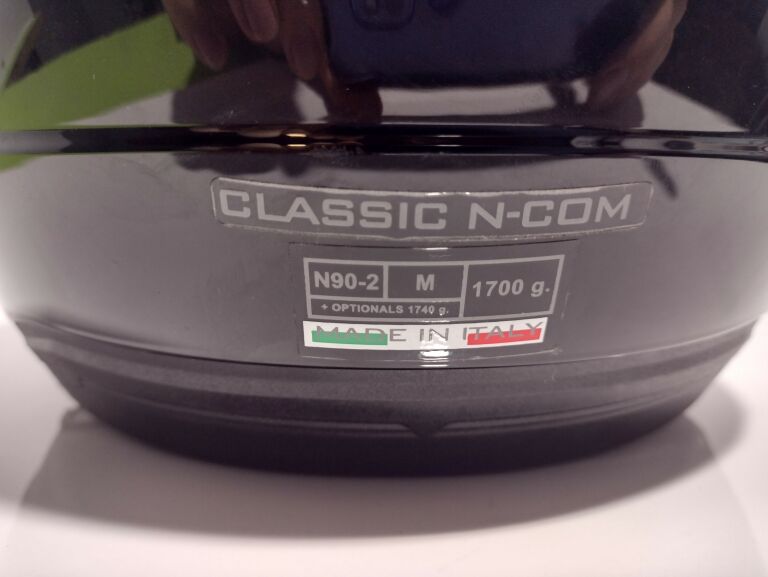 CLASSIC N-COM
N90-2 M 1700 g.
+ OPTIONALS 1740 g.
MADE IN ITALY